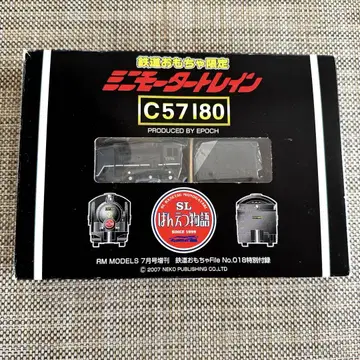 鉄道おもちゃ限定
ミニモータートレイン
C57180
PRODUCED BY EPOCH
SL
ばんえつ物語
SINCE 1999
RM MODELS 7月号増刊 鉄道おもちゃFile No.018特別付録
© 2007 NEKO PUBLISHING CO.,LTD